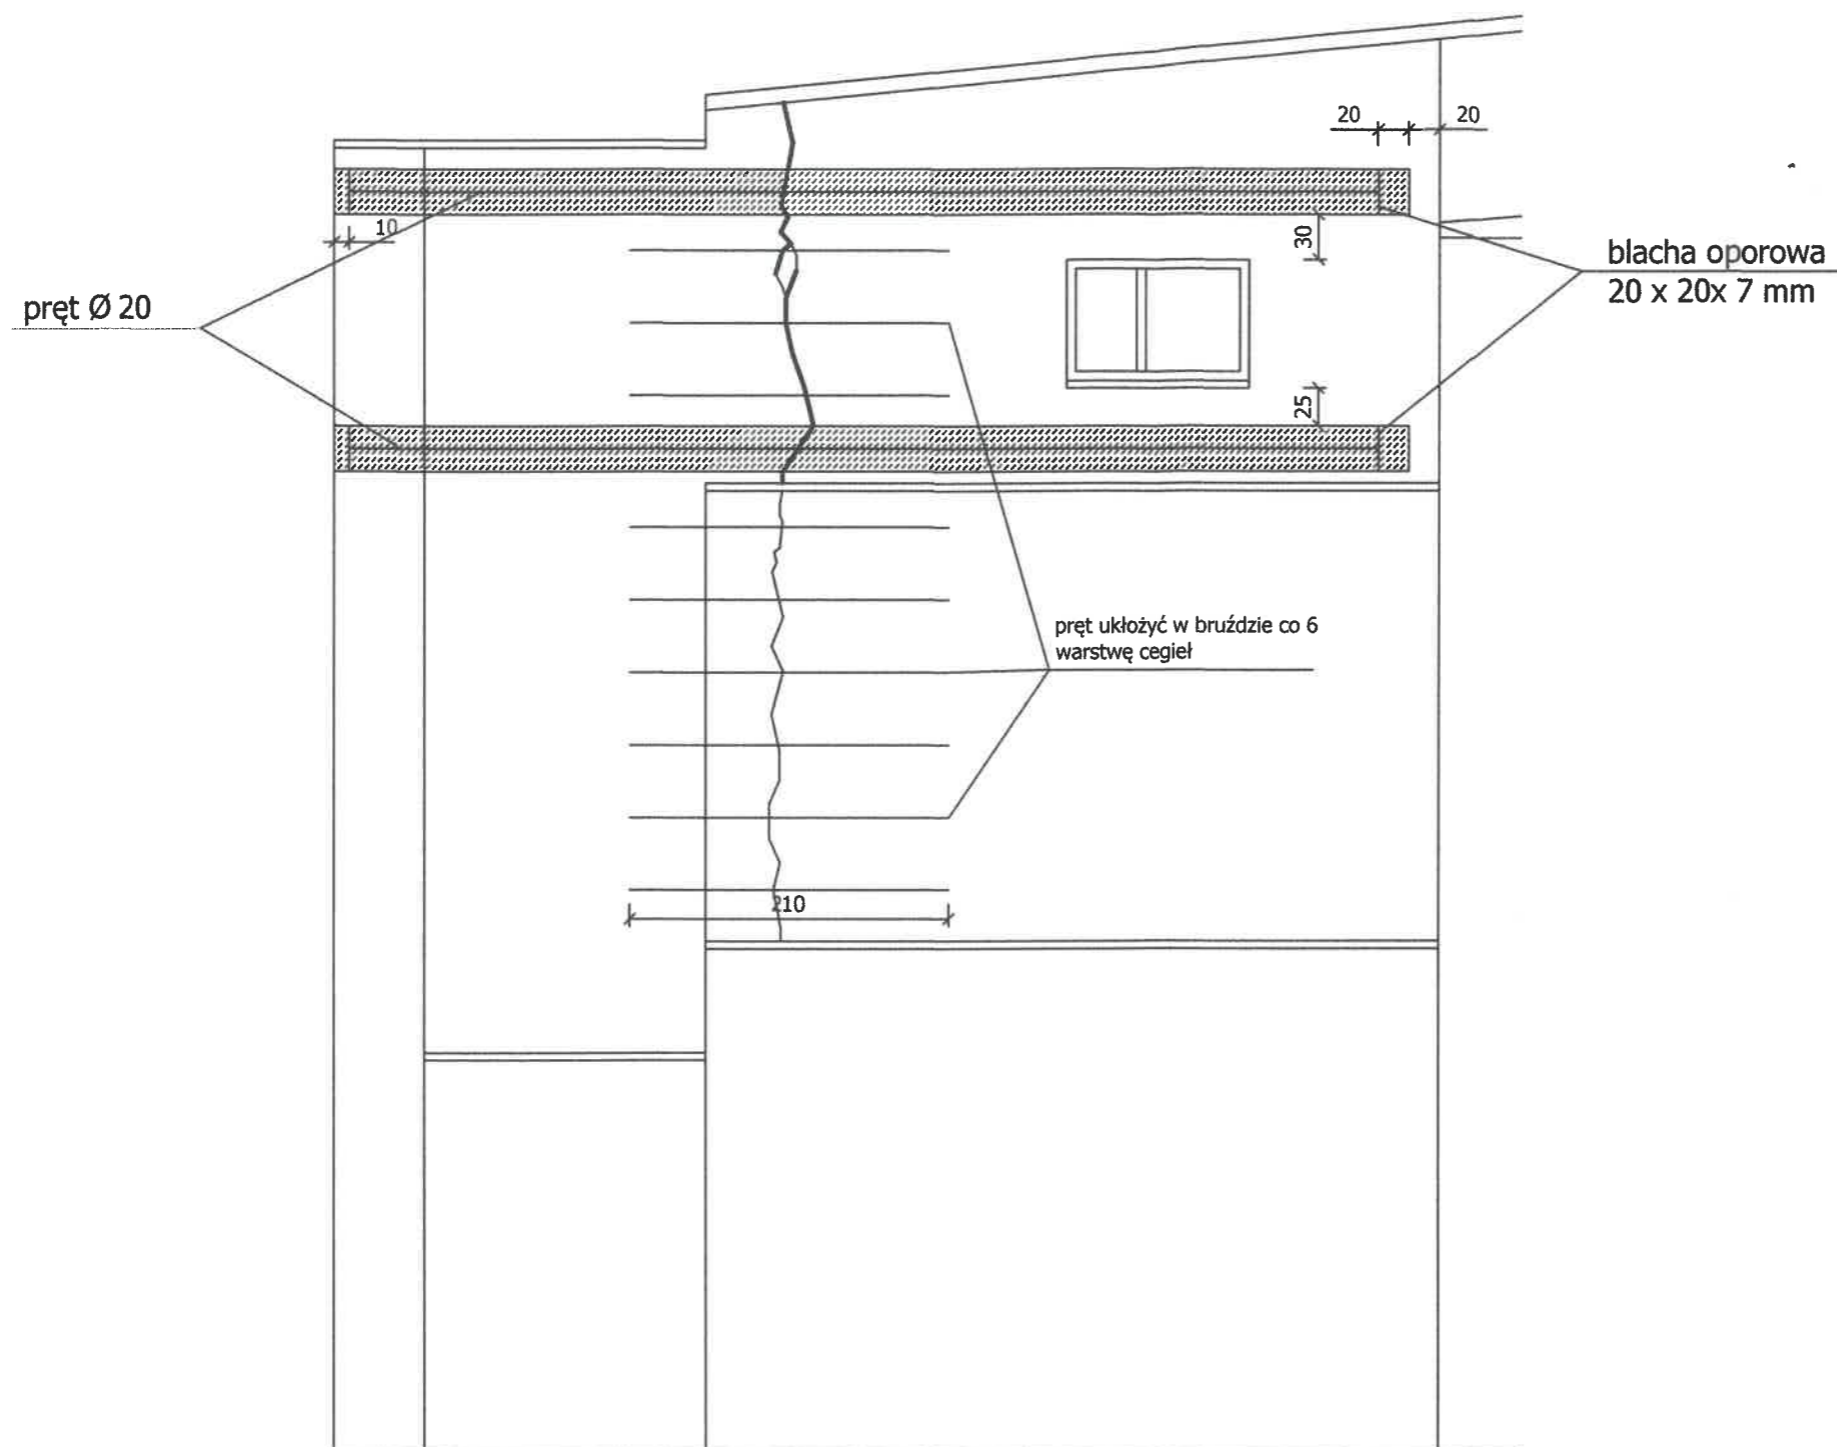 20
20
10
30
blacha oporowa
20 x 20x 7 mm
pręt Ø 20
25
pręt ukłożyć w bruździe co 6
warstwę cegieł
210